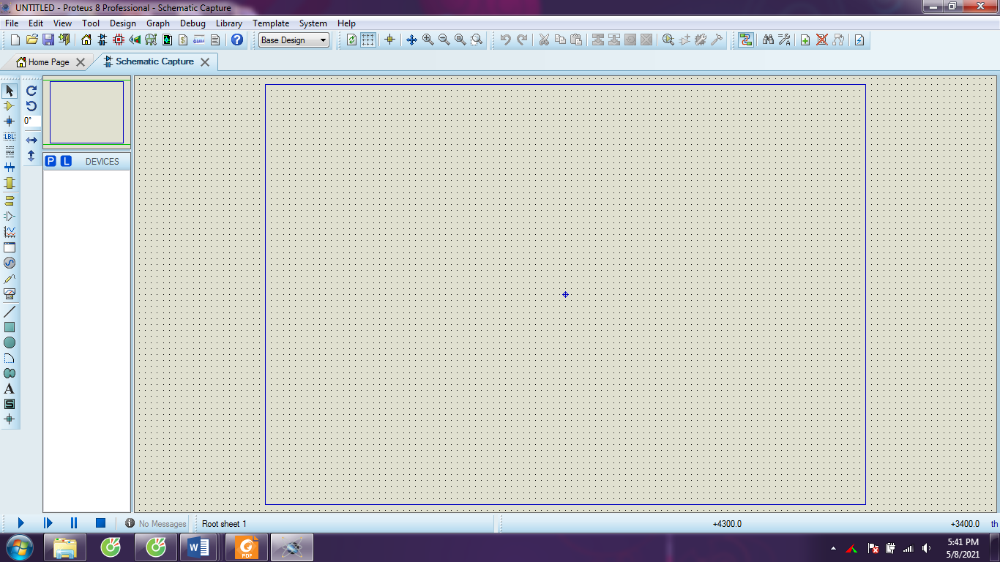 UNTITLED - Proteus 8 Professional - Schematic Capture
File Edit View Tool Design Graph Debug Library Template System Help
Base Design
Home Page Schematic Capture
0°
LBL
P L DEVICES
A
S
No Messages Root sheet 1 +4300.0 +3400.0 th
W PDF
5:41 PM
5/8/2021